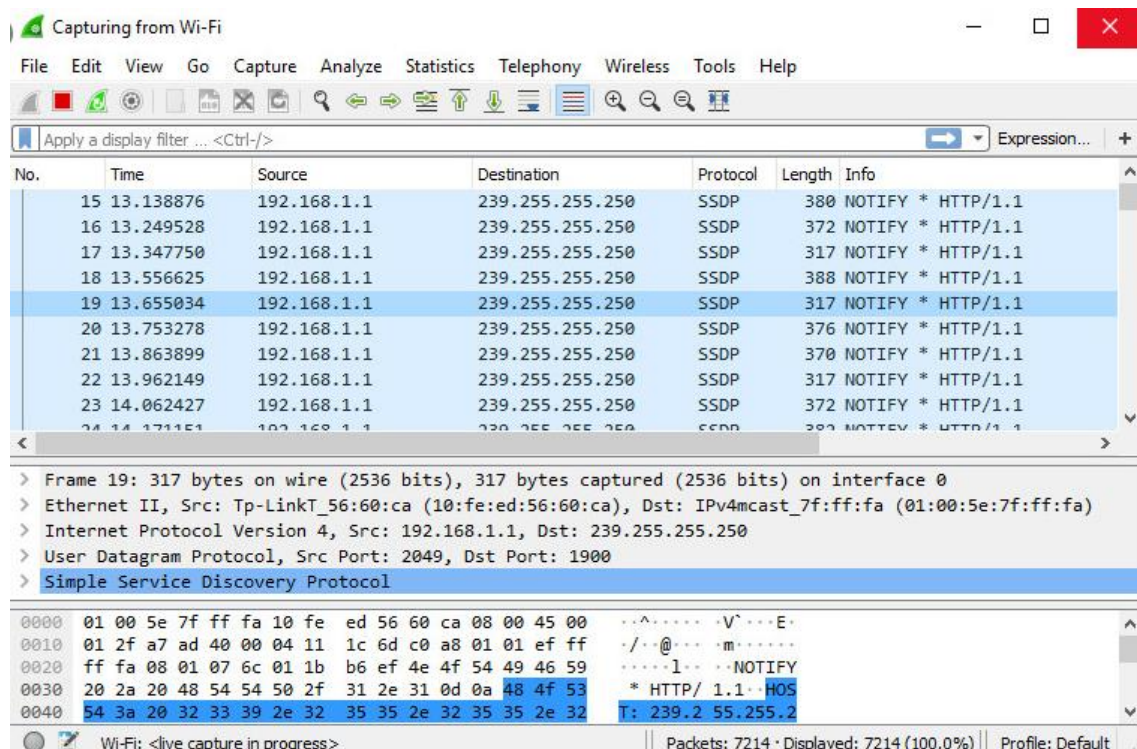 Capturing from Wi-Fi
File Edit View Go Capture Analyze Statistics Telephony Wireless Tools Help
Apply a display filter ... <Ctrl-/> Expression... +
No. Time Source Destination Protocol Length Info
15 13.138876 192.168.1.1 239.255.255.250 SSDP 380 NOTIFY * HTTP/1.1
16 13.249528 192.168.1.1 239.255.255.250 SSDP 372 NOTIFY * HTTP/1.1
17 13.347750 192.168.1.1 239.255.255.250 SSDP 317 NOTIFY * HTTP/1.1
18 13.556625 192.168.1.1 239.255.255.250 SSDP 388 NOTIFY * HTTP/1.1
19 13.655034 192.168.1.1 239.255.255.250 SSDP 317 NOTIFY * HTTP/1.1
20 13.753278 192.168.1.1 239.255.255.250 SSDP 376 NOTIFY * HTTP/1.1
21 13.863899 192.168.1.1 239.255.255.250 SSDP 370 NOTIFY * HTTP/1.1
22 13.962149 192.168.1.1 239.255.255.250 SSDP 317 NOTIFY * HTTP/1.1
23 14.062427 192.168.1.1 239.255.255.250 SSDP 372 NOTIFY * HTTP/1.1
24 14.171151 192.168.1.1 239.255.255.250 SSDP 382 NOTIFY * HTTP/1.1
> Frame 19: 317 bytes on wire (2536 bits), 317 bytes captured (2536 bits) on interface 0
> Ethernet II, Src: Tp-LinkT_56:60:ca (10:fe:ed:56:60:ca), Dst: IPv4mcast_7f:ff:fa (01:00:5e:7f:ff:fa)
> Internet Protocol Version 4, Src: 192.168.1.1, Dst: 239.255.255.250
> User Datagram Protocol, Src Port: 2049, Dst Port: 1900
> Simple Service Discovery Protocol
0000 01 00 5e 7f ff fa 10 fe ed 56 60 ca 08 00 45 00 ··^····· ·V`···E·
0010 01 2f a7 ad 40 00 04 11 1c 6d c0 a8 01 01 ef ff ·/··@··· ·m······
0020 ff fa 08 01 07 6c 01 1b b6 ef 4e 4f 54 49 46 59 ·····l·· ··NOTIFY
0030 20 2a 20 48 54 54 50 2f 31 2e 31 0d 0a 48 4f 53 * HTTP/ 1.1··HOS
0040 54 3a 20 32 33 39 2e 32 35 35 2e 32 35 35 2e 32 T: 239.2 55.255.2
Wi-Fi: <live capture in progress> Packets: 7214 · Displayed: 7214 (100.0%) Profile: Default